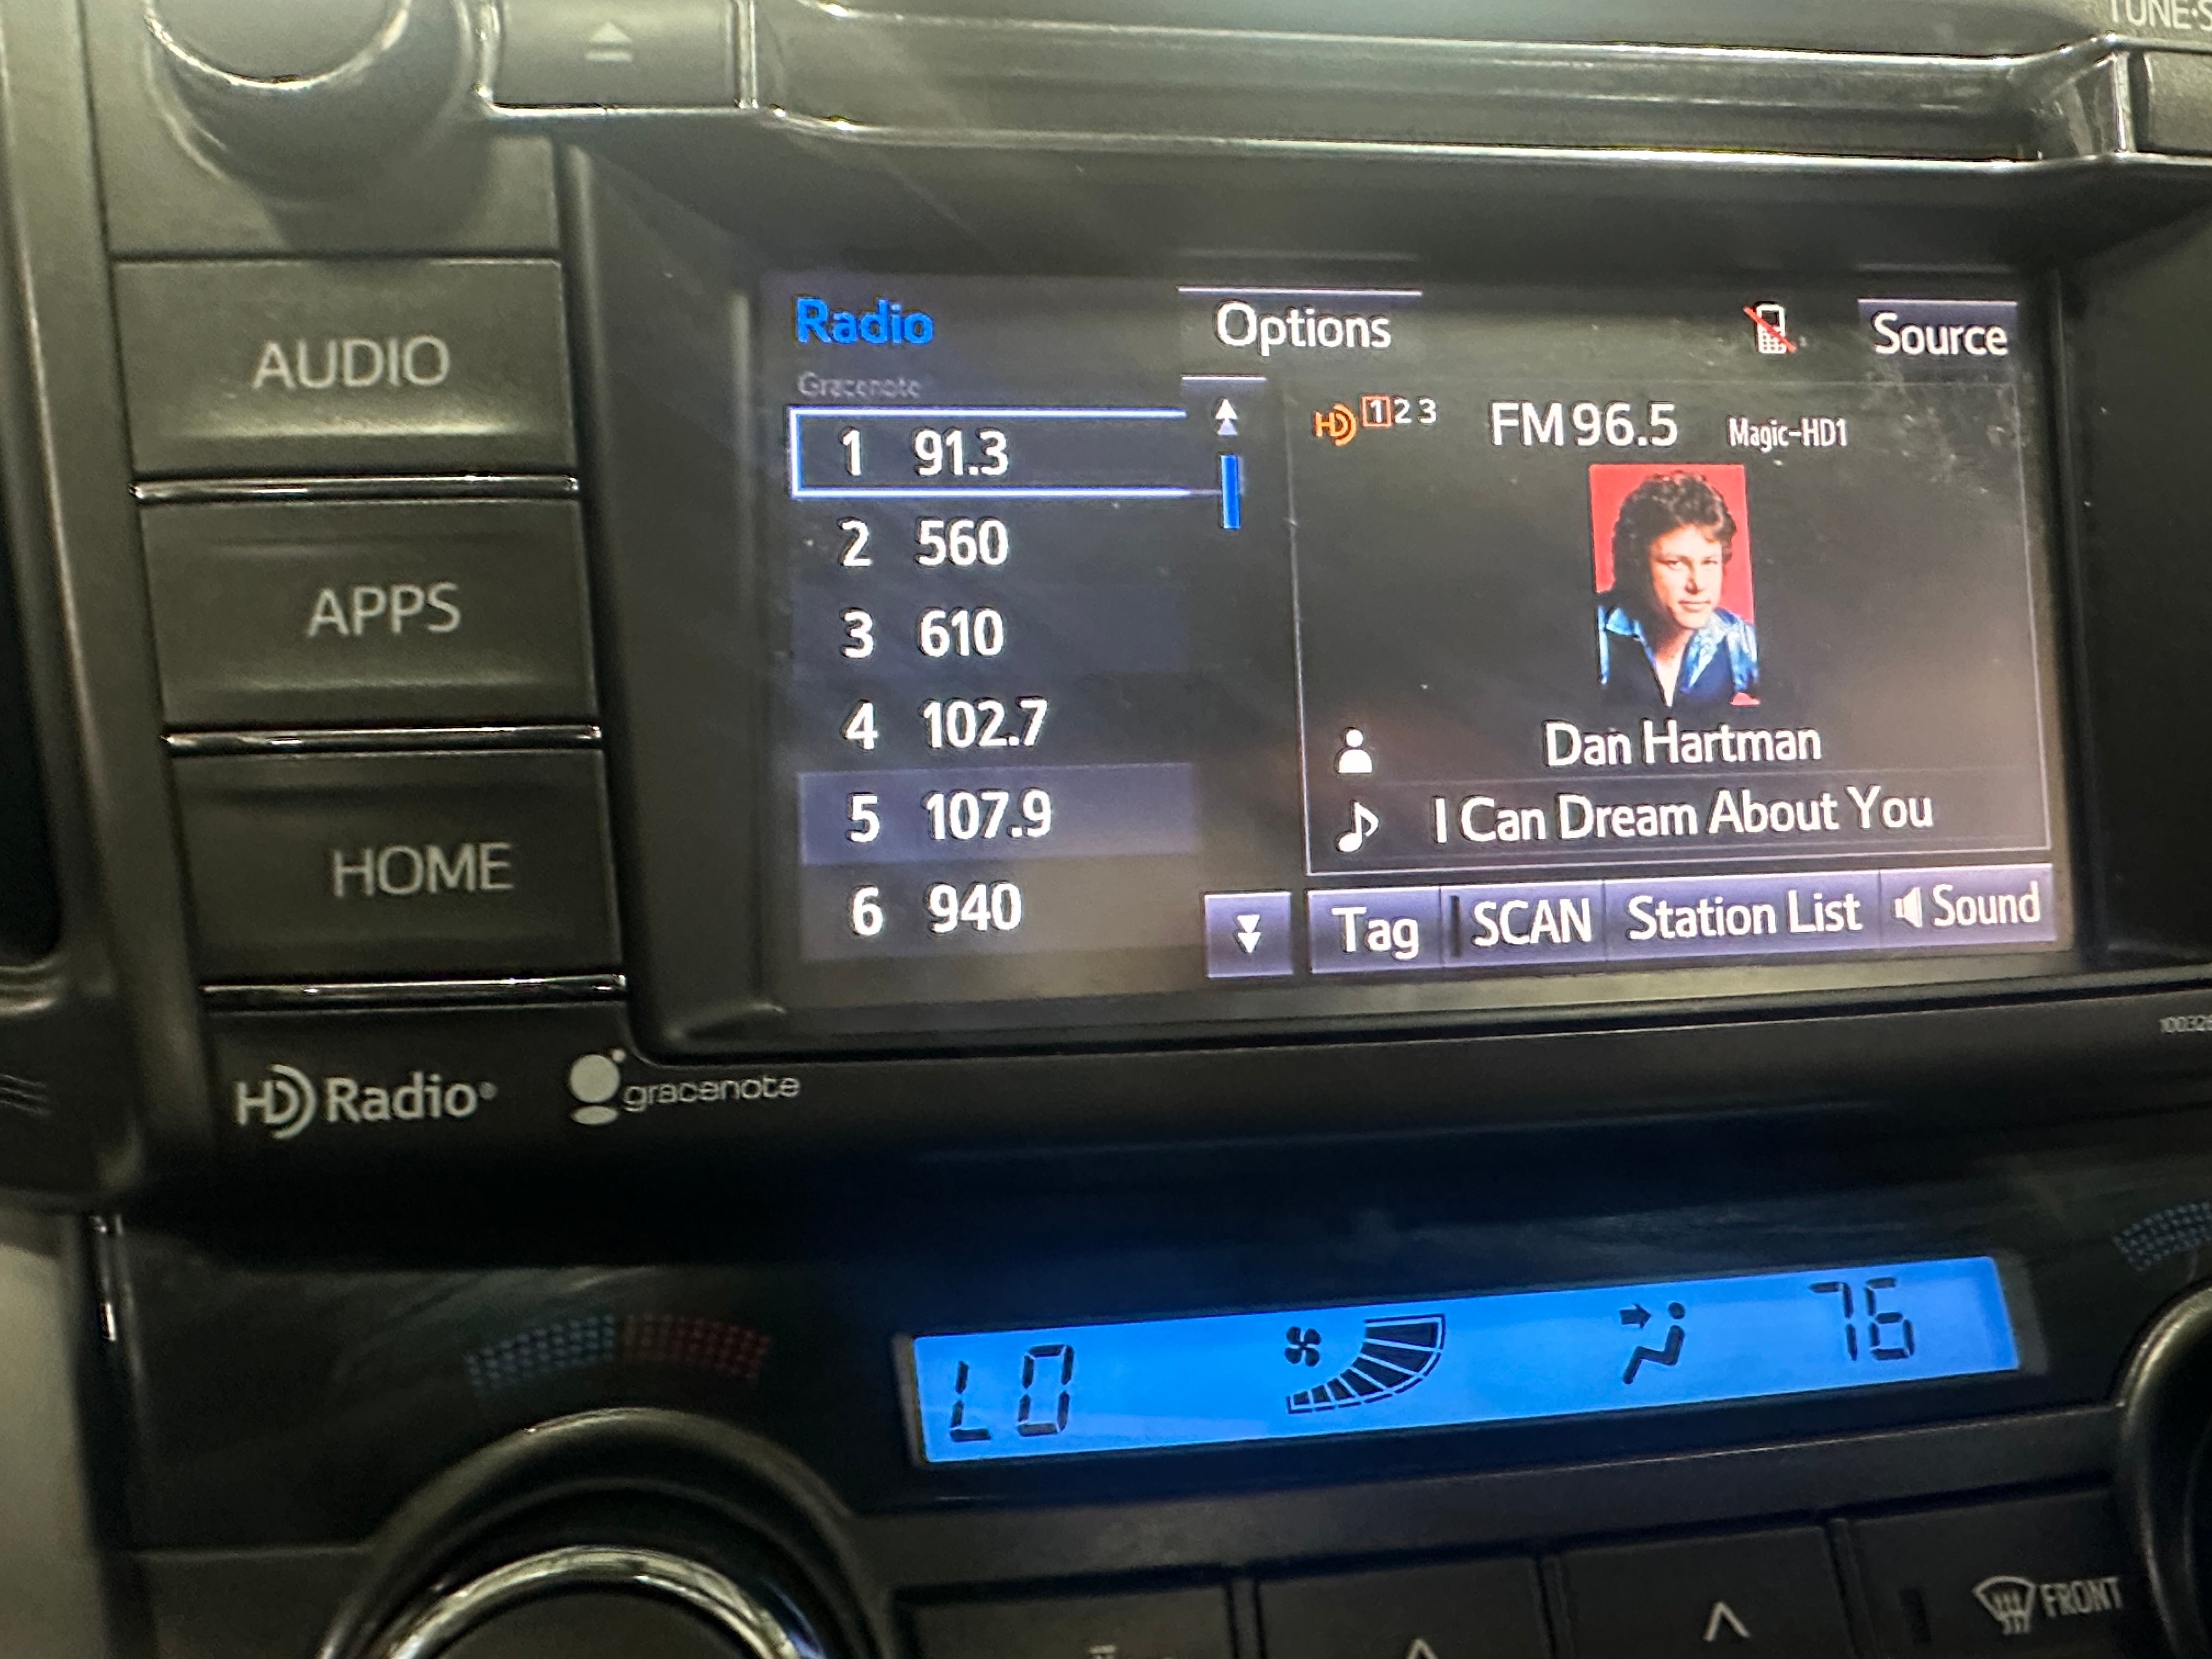 TUNE•S
AUDIO
APPS
HOME
Radio
Options
Source
Gracenote
1 91.3
2 560
3 610
4 102.7
5 107.9
6 940
HD 1 2 3 FM 96.5 Magic-HD1
Dan Hartman
I Can Dream About You
Tag SCAN Station List Sound
HD Radio
gracenote
LO 76
FRONT